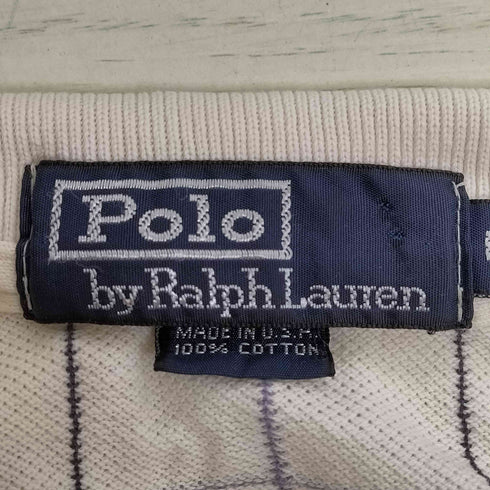 Polo
by Ralph Lauren
MADE IN U.S.A.
100% COTTON